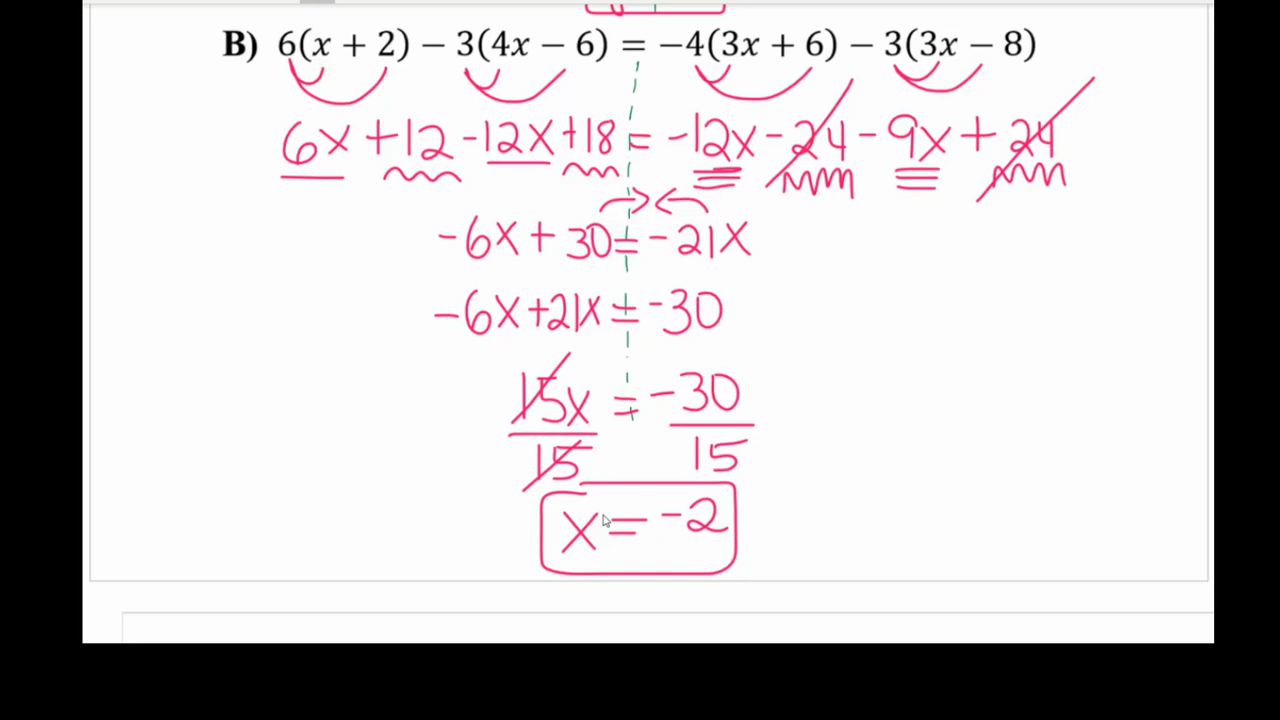 B) 6(x + 2) − 3(4x − 6) = −4(3x + 6) − 3(3x − 8)
6x +12 -12x +18 = -12x - 24 - 9x + 24
-6x + 30 = -21x
-6x +21x = -30
15x = -30
15 15
x = -2